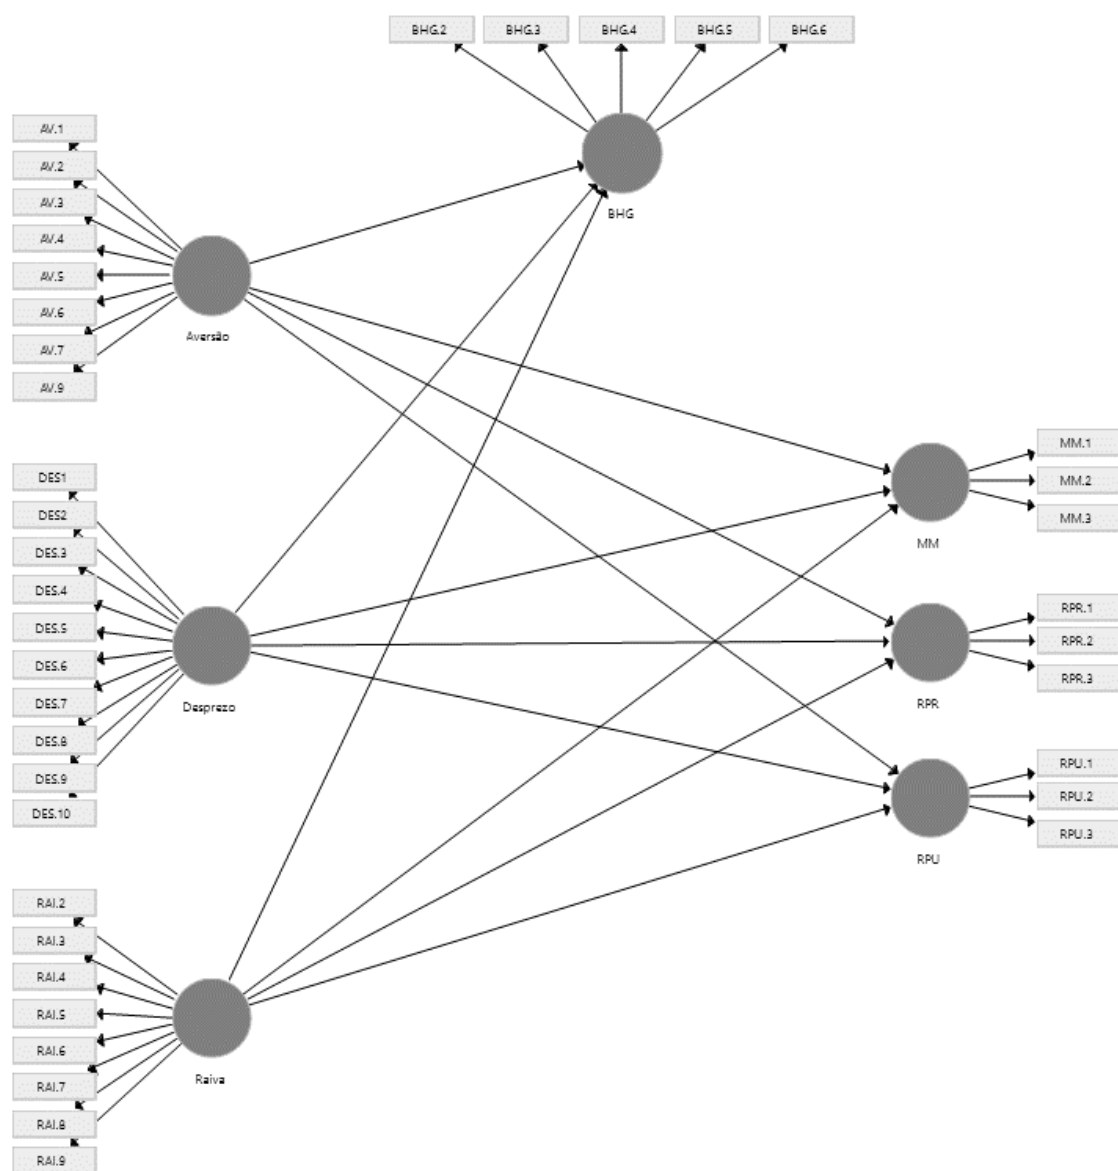 BHG.2 BHG.3 BHG.4 BHG.5 BHG.6
BHG
AV.1
AV.2
AV.3
AV.4
AV.5
AV.6
AV.7
AV.9
Aversão
DES1
DES2
DES.3
DES.4
DES.5
DES.6
DES.7
DES.8
DES.9
DES.10
Desprezo
RAI.2
RAI.3
RAI.4
RAI.5
RAI.6
RAI.7
RAI.8
RAI.9
Raiva
MM
MM.1
MM.2
MM.3
RPR
RPR.1
RPR.2
RPR.3
RPU
RPU.1
RPU.2
RPU.3